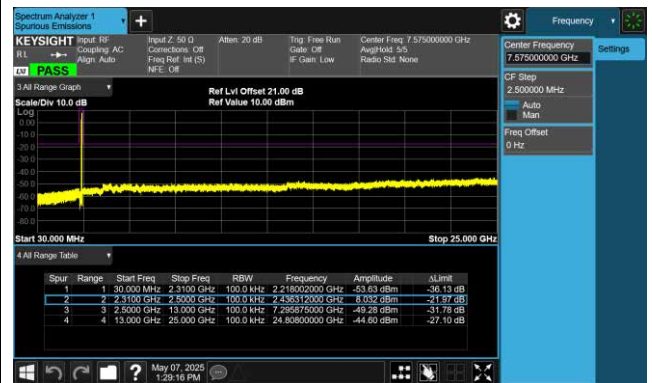 Spectrum Analyzer 1
Spurious Emissions
Frequency
KEYSIGHT
RL
PASS
Input: RF
Coupling: AC
Align: Auto
Input Z: 50 Ω
Corrections: Off
Freq Ref: Int (S)
NFE: Off
Atten: 20 dB
Trig: Free Run
Gate: Off
IF Gain: Low
Center Freq: 7.575000000 GHz
Avg|Hold: 5/5
Radio Std: None
Center Frequency
7.575000000 GHz
Settings
CF Step
2.500000 MHz
Auto
Man
Freq Offset
0 Hz
3 All Range Graph
Scale/Div 10.0 dB
Ref Lvl Offset 21.00 dB
Ref Value 10.00 dBm
Log
0.00
-10.0
-20.0
-30.0
-40.0
-50.0
-60.0
-70.0
-80.0
Start 30.000 MHz
Stop 25.000 GHz
4 All Range Table
Spur Range Start Freq Stop Freq RBW Frequency Amplitude ΔLimit
1 1 30.000 MHz 2.3100 GHz 100.0 kHz 2.218002000 GHz -53.63 dBm -36.13 dB
2 2 2.3100 GHz 2.5000 GHz 100.0 kHz 2.436312000 GHz 8.032 dBm -21.97 dB
3 3 2.5000 GHz 13.000 GHz 100.0 kHz 7.295875000 GHz -49.28 dBm -31.78 dB
4 4 13.000 GHz 25.000 GHz 100.0 kHz 24.80800000 GHz -44.60 dBm -27.10 dB
May 07, 2025
1:29:16 PM